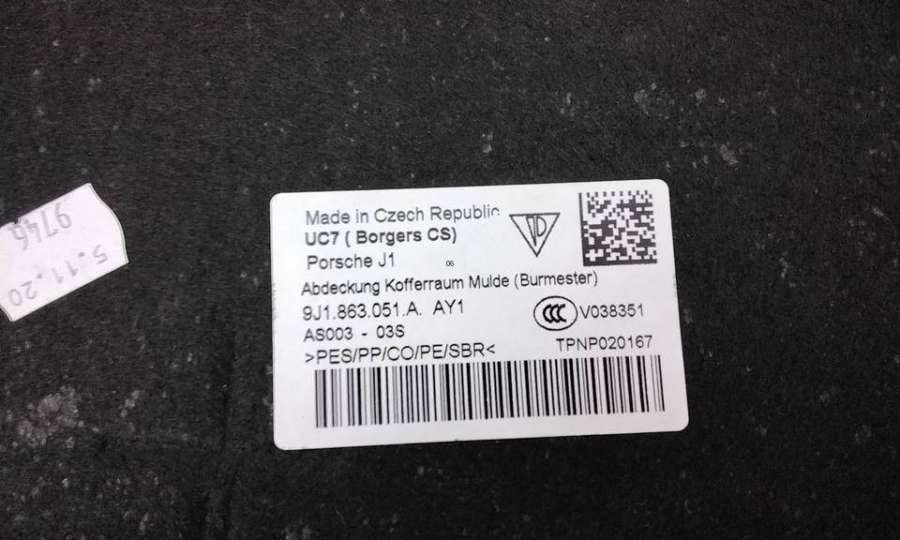 Made in Czech Republic
UC7 ( Borgers CS)
Porsche J1 06
Abdeckung Kofferraum Mulde (Burmester)
9J1.863.051.A. AY1
CCC V038351
AS003 - 03S
TPNP020167
>PES/PP/CO/PE/SBR<
5.11.20
9746